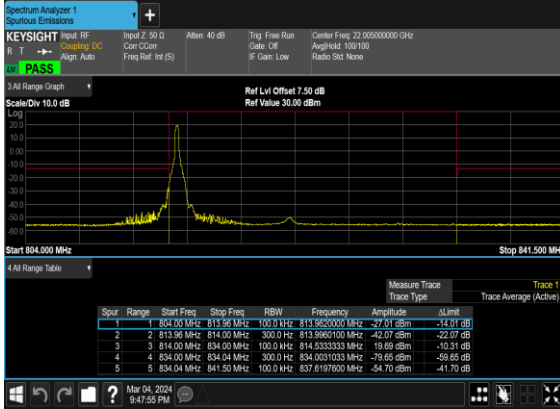 Spectrum Analyzer 1
Spurious Emissions
+
KEYSIGHT Input: RF Input Z: 50 Ω Atten: 40 dB Trig: Free Run Center Freq: 22.005000000 GHz
R T Coupling: DC Corr CCorr Gate: Off Avg|Hold: 100/100
Align: Auto Freq Ref: Int (S) IF Gain: Low Radio Std: None
PASS
3 All Range Graph Ref Lvl Offset 7.50 dB
Scale/Div 10.0 dB Ref Value 30.00 dBm
Log
20.0
10.0
0.00
-10.0
-20.0
-30.0
-40.0
-50.0
-60.0
Start 804.000 MHz Stop 841.500 MH
4 All Range Table
Measure Trace Trace 1
Trace Type Trace Average (Active)
Spur Range Start Freq Stop Freq RBW Frequency Amplitude ΔLimit
1 1 804.00 MHz 813.96 MHz 100.0 kHz 813.9620000 MHz -27.01 dBm -14.01 dB
2 2 813.96 MHz 814.00 MHz 300.0 Hz 813.9960100 MHz -42.07 dBm -22.07 dB
3 3 814.00 MHz 834.00 MHz 100.0 kHz 814.5333333 MHz 19.69 dBm -10.31 dB
4 4 834.00 MHz 834.04 MHz 300.0 Hz 834.0031033 MHz -79.65 dBm -59.65 dB
5 5 834.04 MHz 841.50 MHz 100.0 kHz 837.6197600 MHz -54.70 dBm -41.70 dB
?
Mar 04, 2024
9:47:55 PM